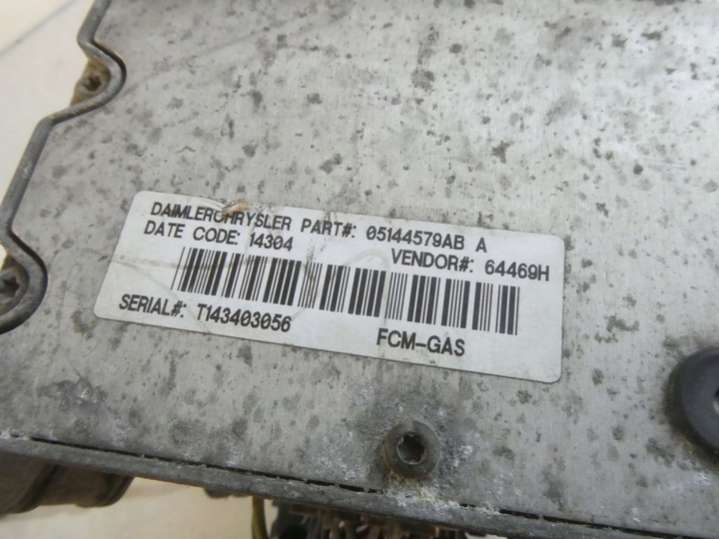 DAIMLERCHRYSLER PART#: 05144579AB A
DATE CODE: 14304 VENDOR#: 64469H
SERIAL#: T143403056 FCM-GAS